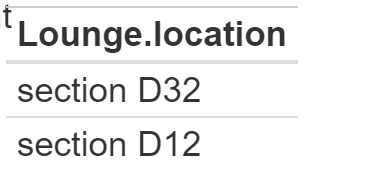 t
Lounge.location
section D32
section D12